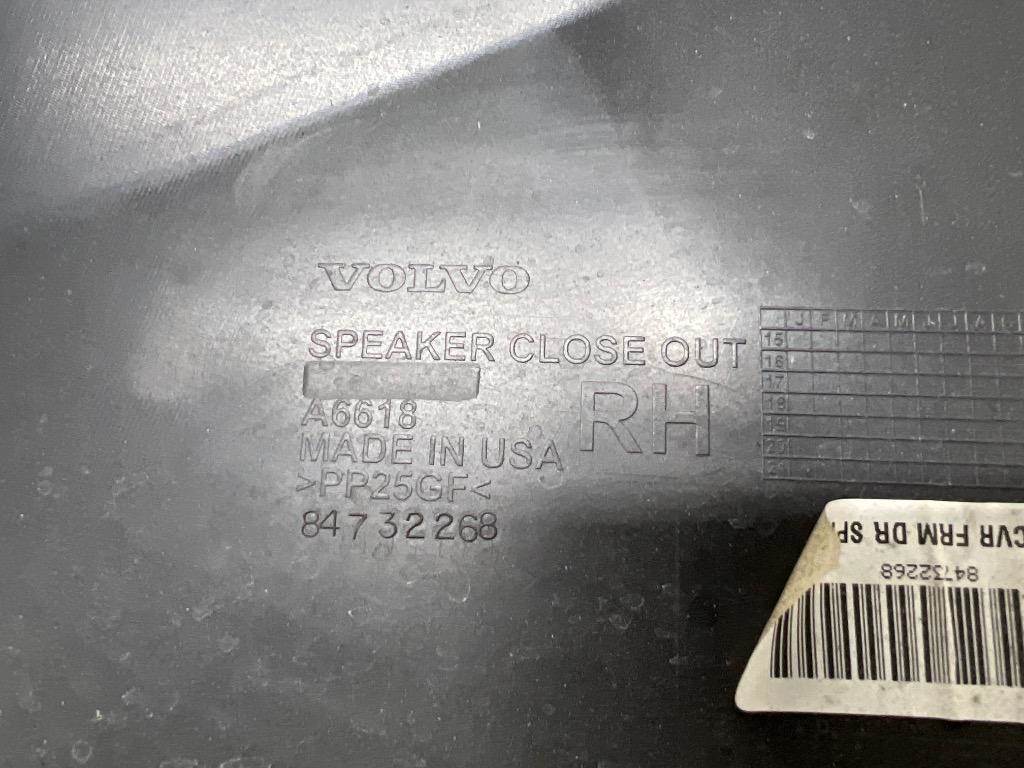 VOLVO
SPEAKER CLOSE OUT
A6618
RH
MADE IN USA
>PP25GF<
84732268
J F M A M J J A
15
16
17
18
19
20
21
CVR FRM DR
84732268